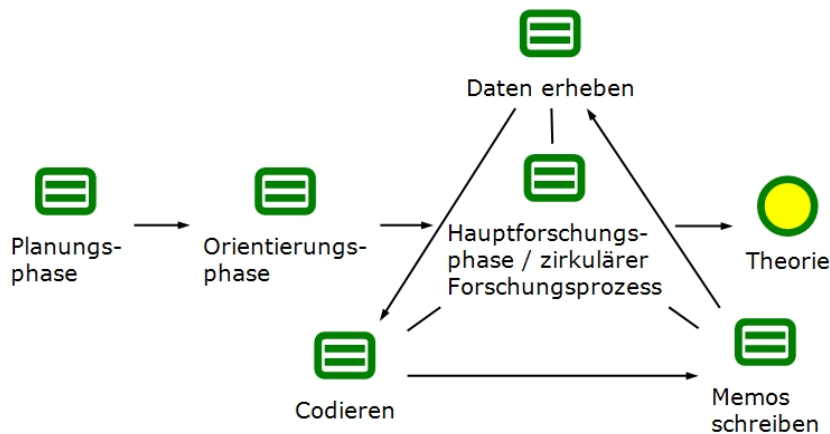 Daten erheben
Planungs-
phase
Orientierungs-
phase
Hauptforschungs-
phase / zirkulärer
Forschungsprozess
Theorie
Codieren
Memos
schreiben